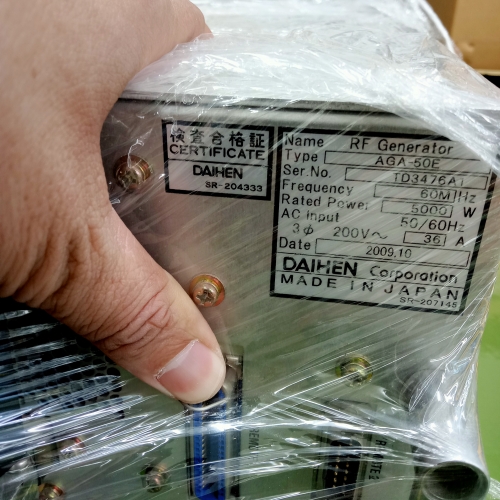 検査合格証
CERTIFICATE
DAIHEN
SR-204333
Name RF Generator
Type AGA-50E
Ser.No. TD3476A1
Frequency 60M Hz
Rated Power 5000 W
AC Input 50/60Hz
3φ 200V～ 36 A
Date 2009.10
DAIHEN Corporation
MADE IN JAPAN
SR-207145